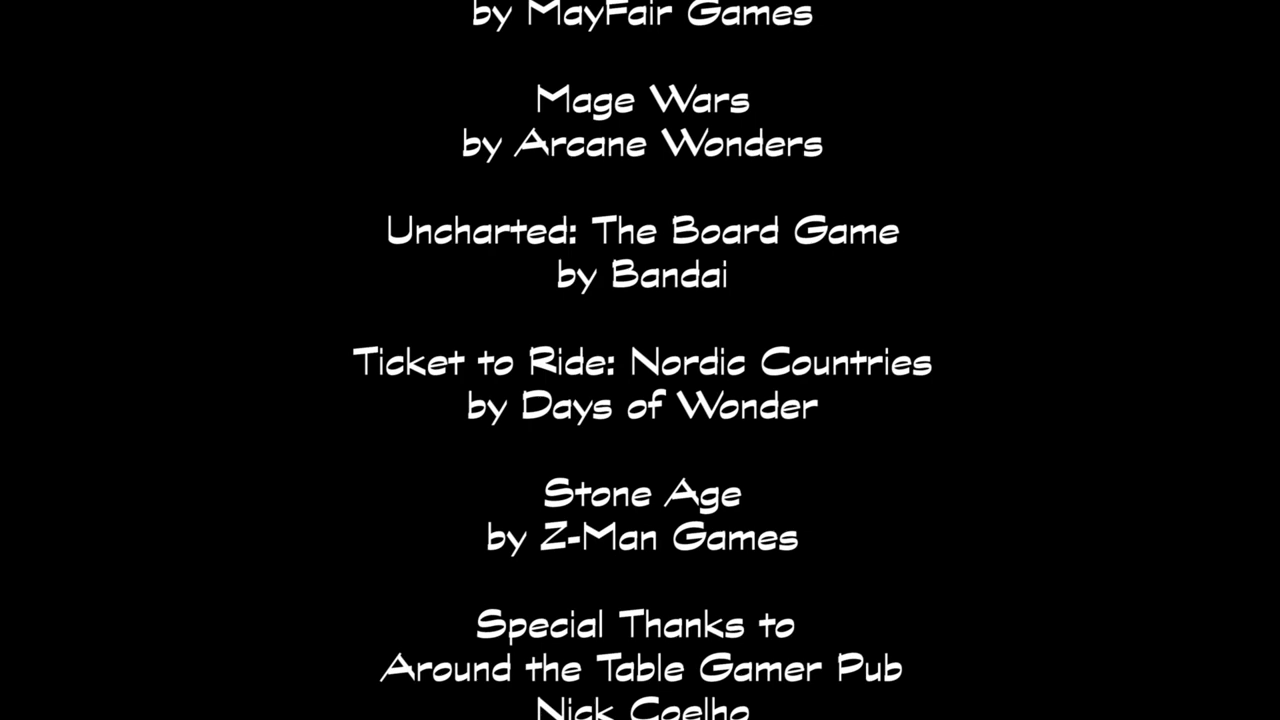 by MayFair Games
Mage Wars
by Arcane Wonders
Uncharted: The Board Game
by Bandai
Ticket to Ride: Nordic Countries
by Days of Wonder
Stone Age
by Z-Man Games
Special Thanks to
Around the Table Gamer Pub
Nick Coelho